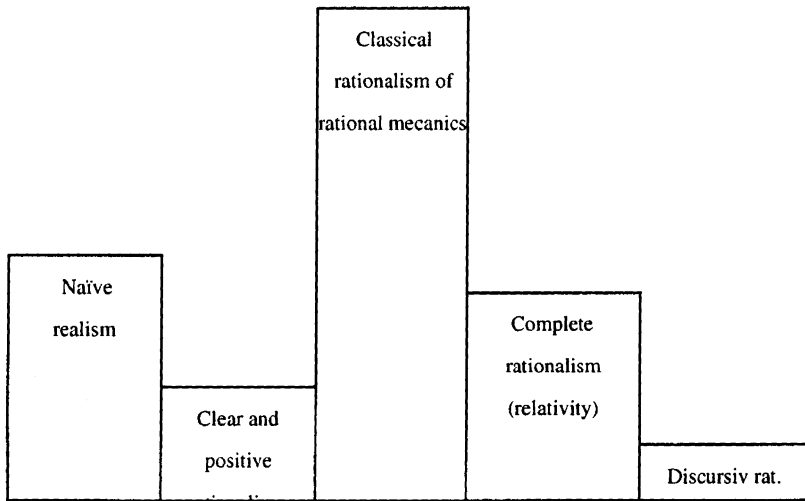 Classical
rationalism of
rational mecanics
Naïve
realism
Complete
rationalism
(relativity)
Clear and
positive
Discursiv rat.